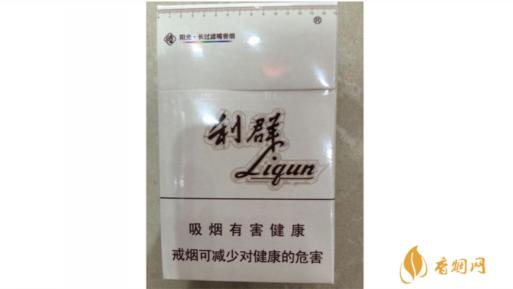 阳光·长过滤嘴香烟
®
利群
Liqun
吸烟有害健康
戒烟可减少对健康的危害
香烟网